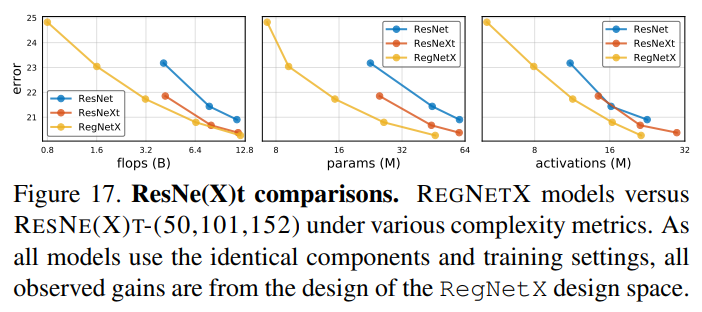 25
24
23
22
21
error
ResNet
ResNeXt
RegNetX
0.8 1.6 3.2 6.4 12.8
flops (B)
ResNet
ResNeXt
RegNetX
8 16 32 64
params (M)
ResNet
ResNeXt
RegNetX
8 16 32
activations (M)
Figure 17. ResNe(X)t comparisons. REGNETX models versus
RESNE(X)T-(50,101,152) under various complexity metrics. As
all models use the identical components and training settings, all
observed gains are from the design of the RegNetX design space.